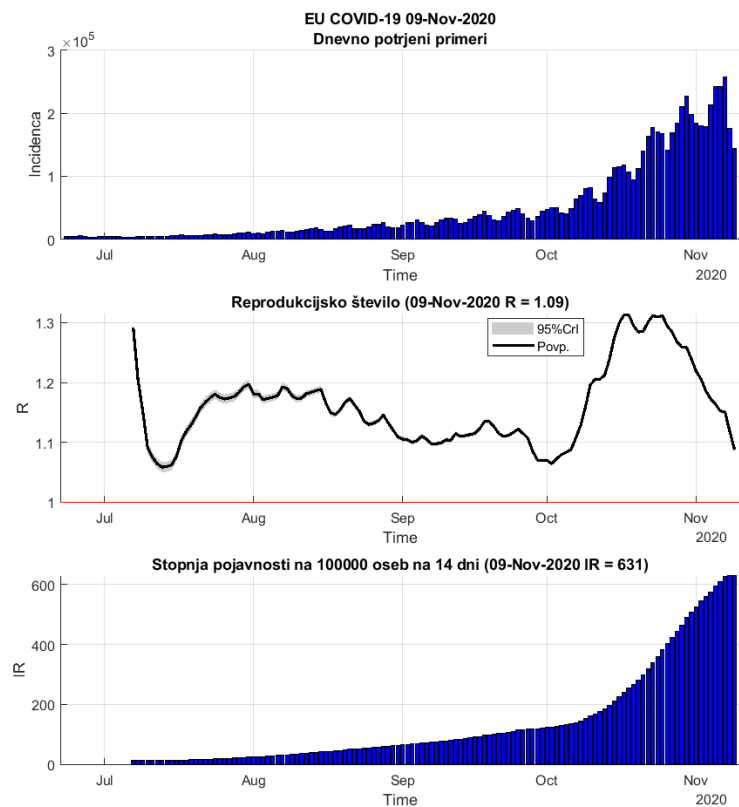 EU COVID-19 09-Nov-2020
Dnevno potrjeni primeri
×10^5
3
2
1
0
Incidenca
Jul Aug Sep Oct Nov
Time
2020
Reprodukcijsko število (09-Nov-2020 R = 1.09)
95%CrI
Povp.
1.3
1.2
1.1
1
R
Jul Aug Sep Oct Nov
Time
2020
Stopnja pojavnosti na 100000 oseb na 14 dni (09-Nov-2020 IR = 631)
600
400
200
0
IR
Jul Aug Sep Oct Nov
Time
2020